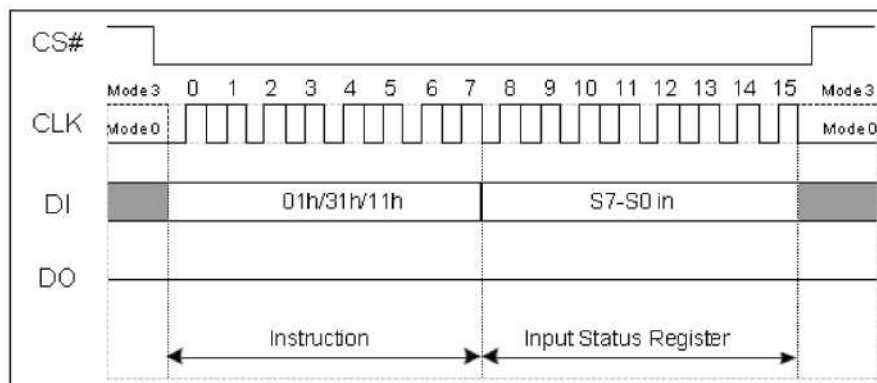 CS#
Mode 3 0 1 2 3 4 5 6 7 8 9 10 11 12 13 14 15 Mode 3
CLK
Mode 0 Mode 0
DI 01h/31h/11h S7-S0 in
DO
Instruction Input Status Register